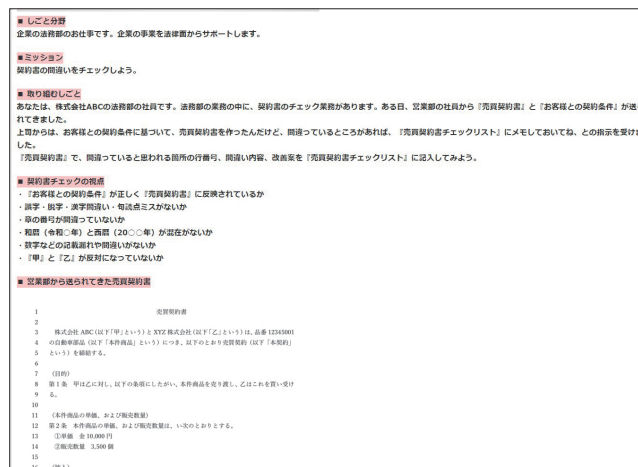 ■ しごと分野
企業の法務部のお仕事です。企業の事業を法律面からサポートします。
■ミッション
契約書の間違いをチェックしよう。
■ 取り組むしごと
あなたは、株式会社ABCの法務部の社員です。法務部の業務の中に、契約書のチェック業務があります。ある日、営業部の社員から『売買契約書』と『お客様との契約条件』が送
れてきました。
上司からは、お客様との契約条件に基づいて、売買契約書を作ったんだけど、間違っているところがあれば、『売買契約書チェックリスト』にメモしておいてね、との指示を受けま
した。
『売買契約書』で、間違っていると思われる箇所の行番号、間違い内容、改善案を『売買契約書チェックリスト』に記入してみよう。
■ 契約書チェックの視点
・『お客様との契約条件』が正しく『売買契約書』に反映されているか
・誤字・脱字・漢字間違い・句読点ミスがないか
・章の番号が間違っていないか
・和暦（令和○年）と西暦（20○○年）が混在がないか
・数字などの記載漏れや間違いがないか
・『甲』と『乙』が反対になっていないか
■ 営業部から送られてきた売買契約書
1 売買契約書
2
3 株式会社 ABC（以下「甲」という）と XYZ 株式会社（以下「乙」という）は、品番 12345001
4 の自動車部品（以下「本件商品」という）につき、以下のとおり売買契約（以下「本契約」
5 という）を締結する。
6
7 （目的）
8 第１条 甲は乙に対し、以下の条項にしたがい、本件商品を売り渡し、乙はこれを買い受け
9 る。
10
11 （本件商品の単価、および販売数量）
12 第２条 本件商品の単価、および販売数量は、い次のとおりとする。
13 ①単価 金 10,000 円
14 ②販売数量 3,500 個
15